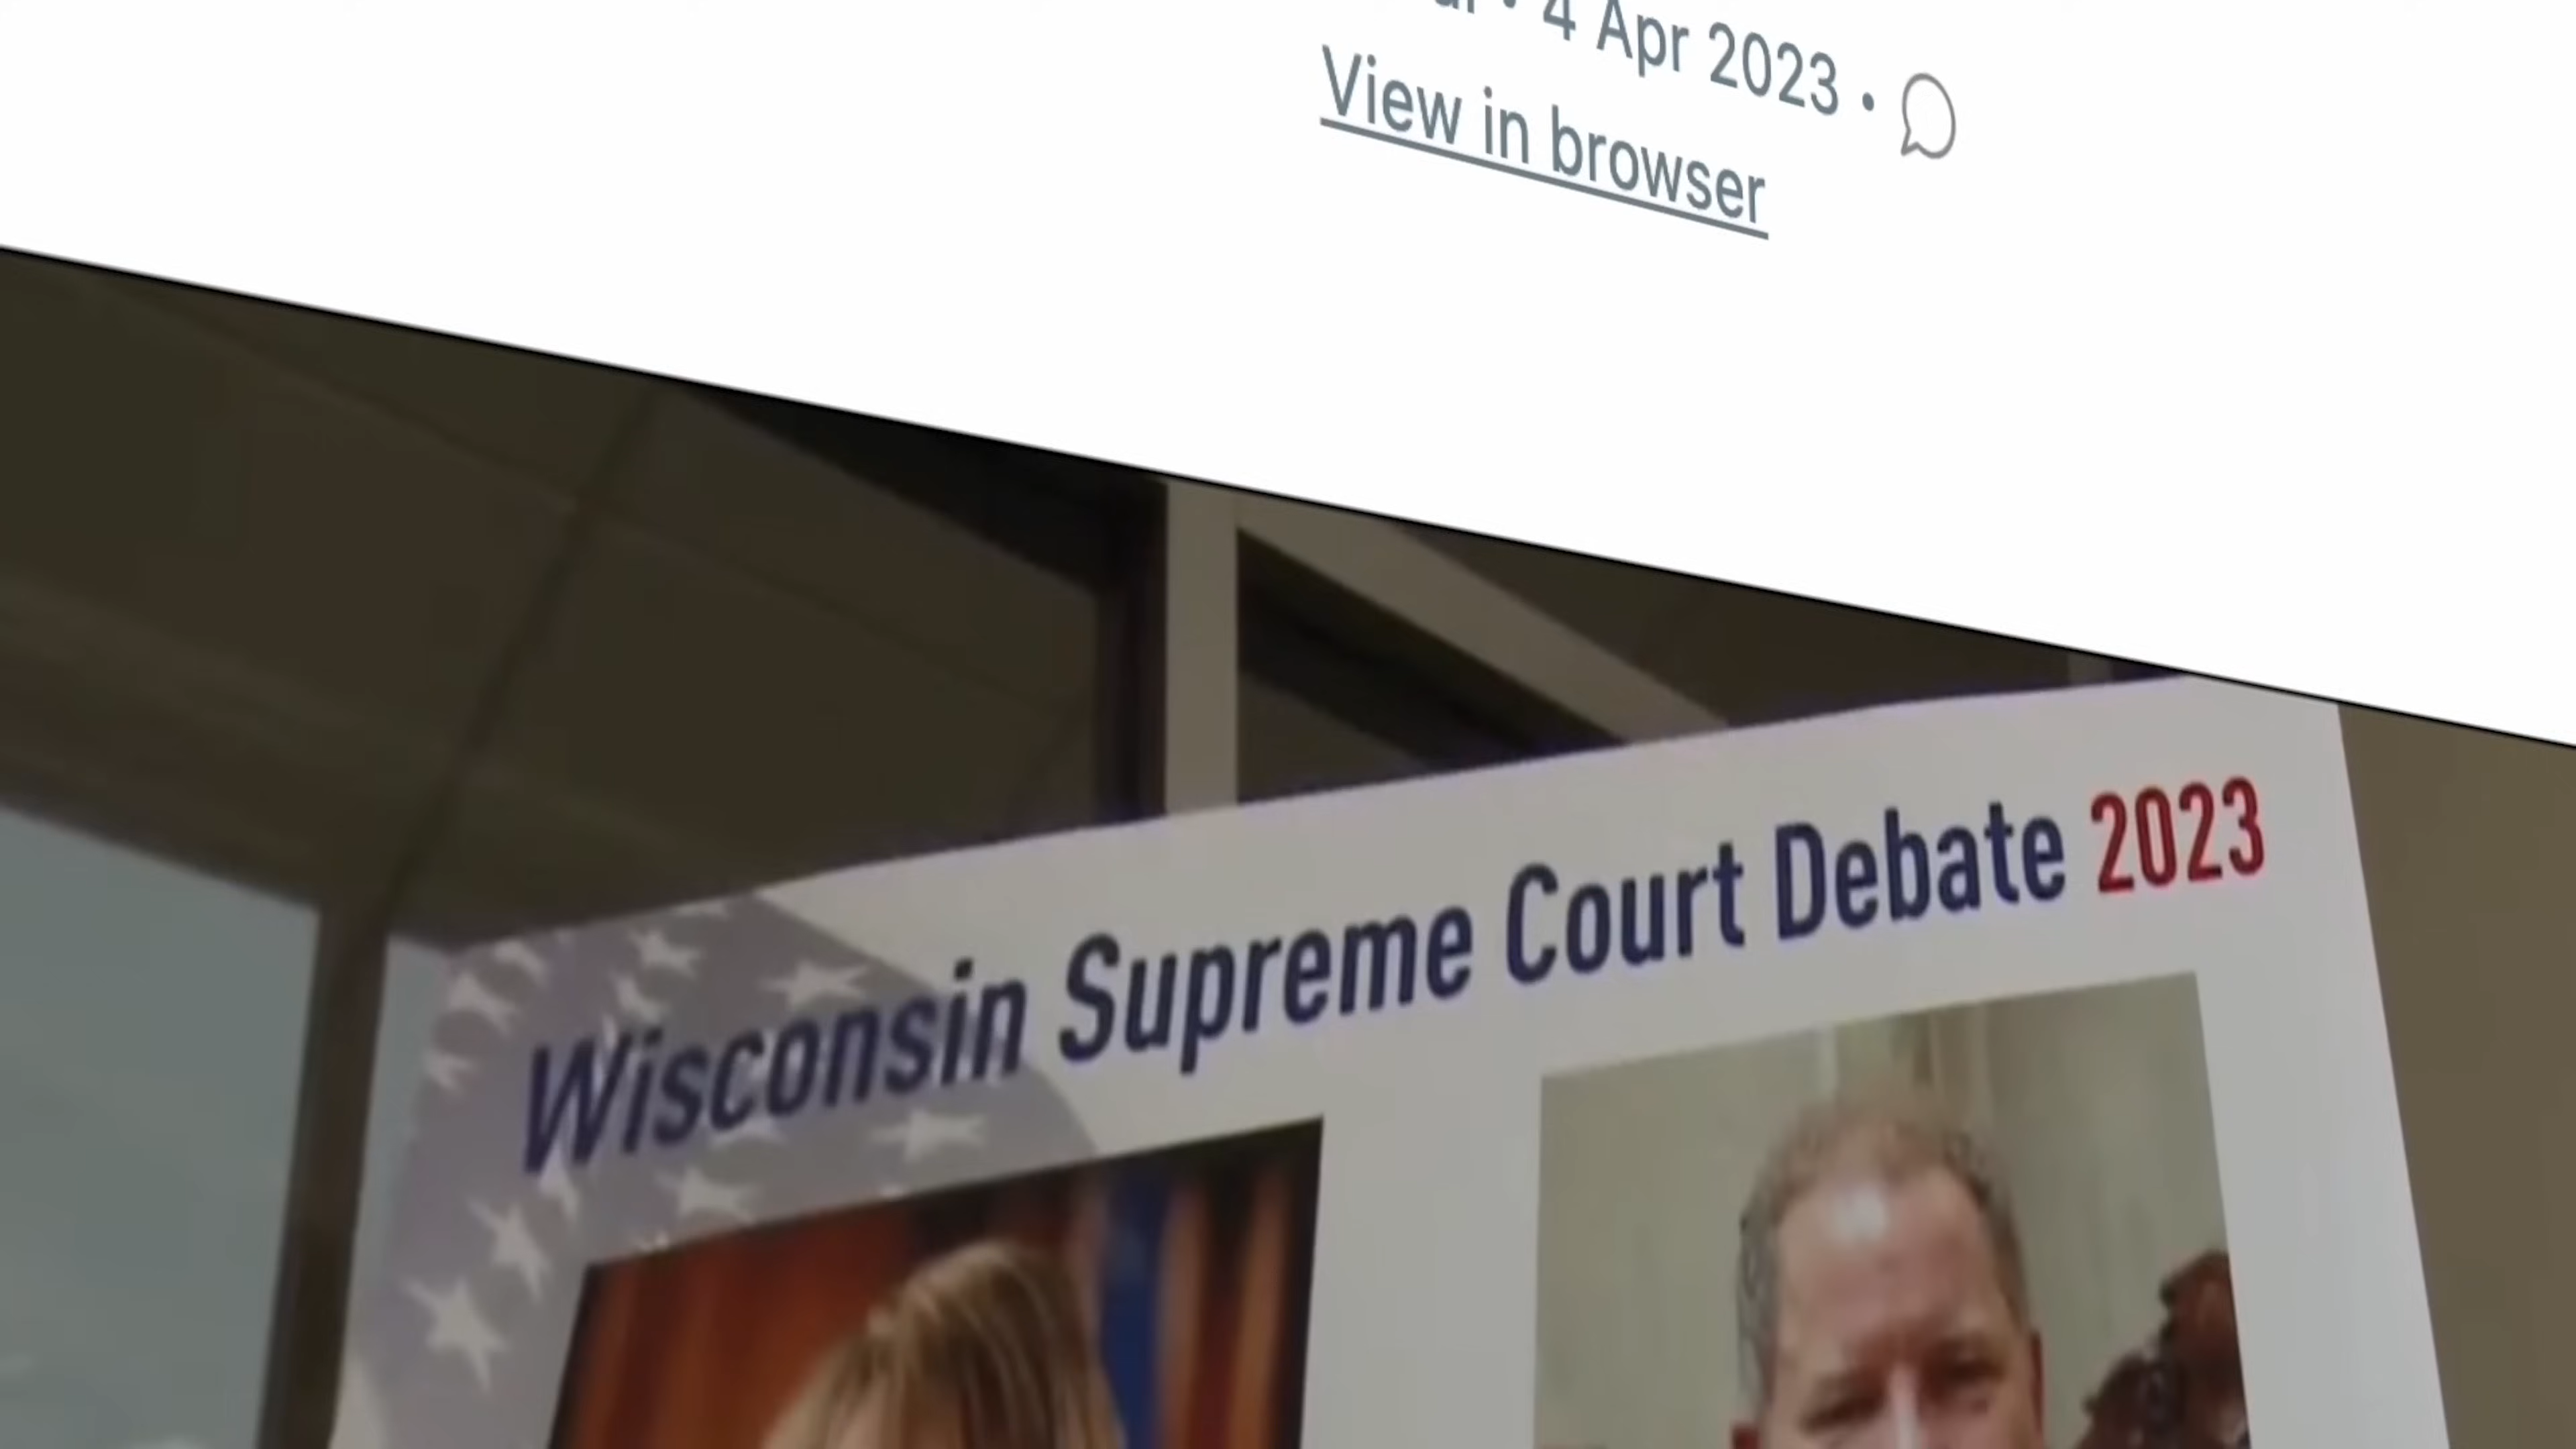 • 4 Apr 2023 •
View in browser
Wisconsin Supreme Court Debate 2023